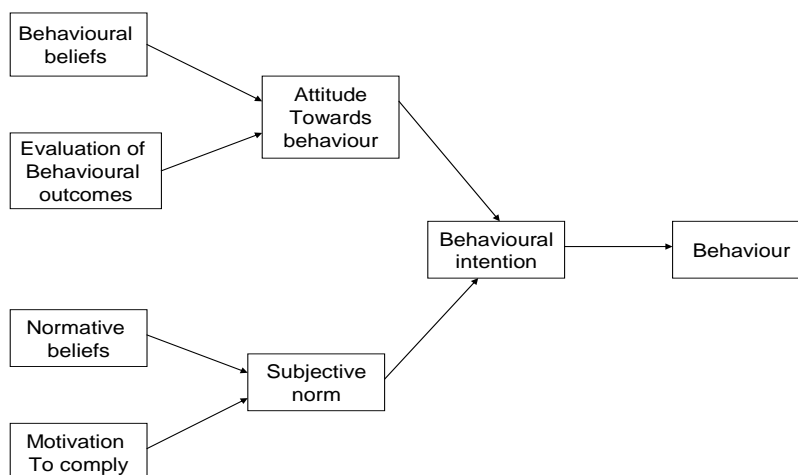 Behavioural
beliefs
Evaluation of
Behavioural
outcomes
Attitude
Towards
behaviour
Behavioural
intention
Behaviour
Normative
beliefs
Motivation
To comply
Subjective
norm